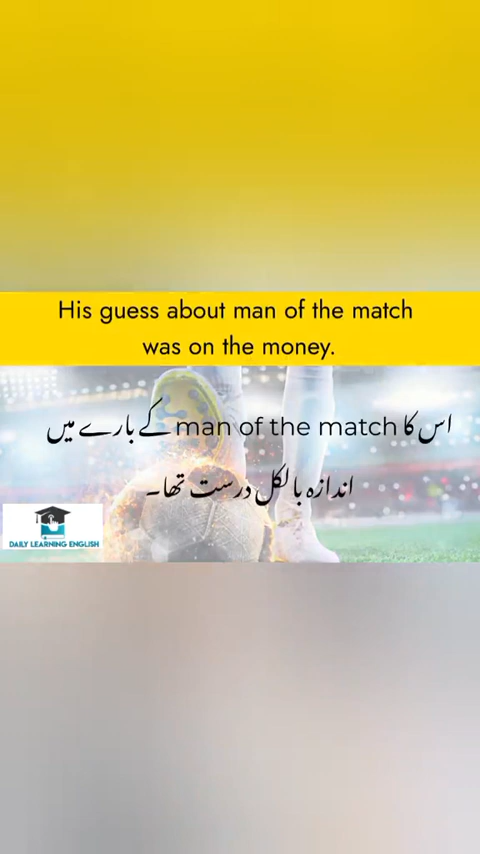 His guess about man of the match
was on the money.
اس کا man of the match کے بارے میں
اندازہ بالکل درست تھا۔
DAILY LEARNING ENGLISH